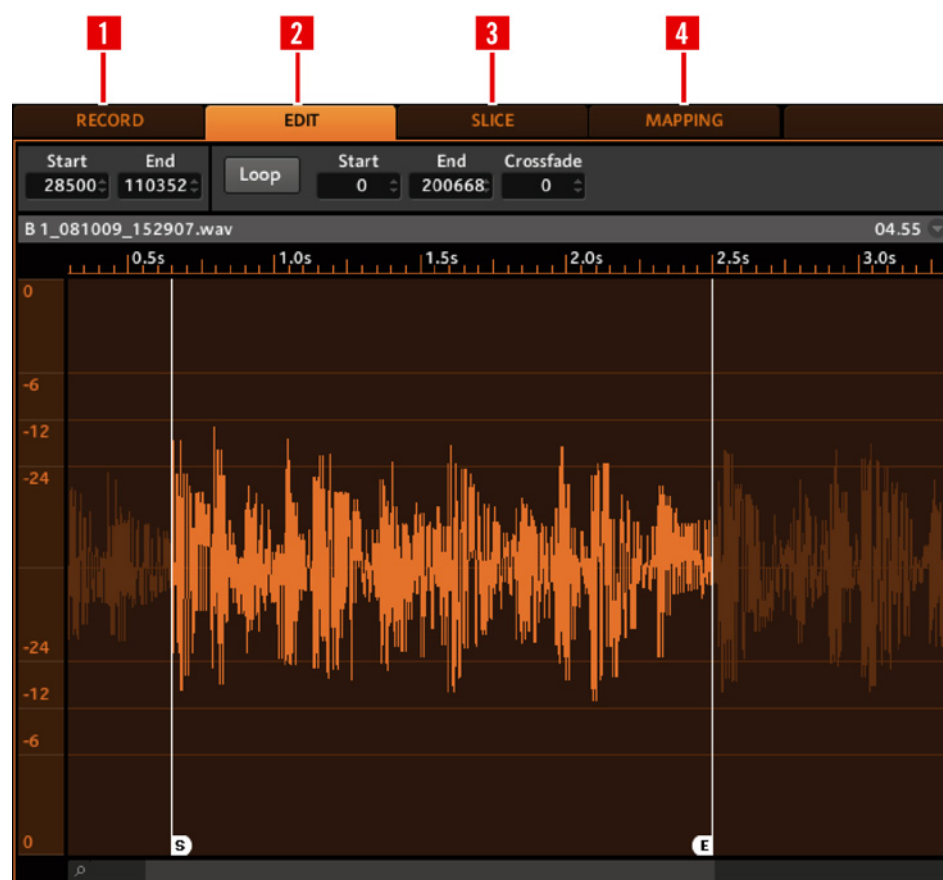 1 2 3 4
RECORD EDIT SLICE MAPPING
Start End Loop Start End Crossfade
28500 110352 0 200668 0
B 1_081009_152907.wav 04.55
0.5s 1.0s 1.5s 2.0s 2.5s 3.0s
0
-6
-12
-24
-24
-12
-6
0
S E